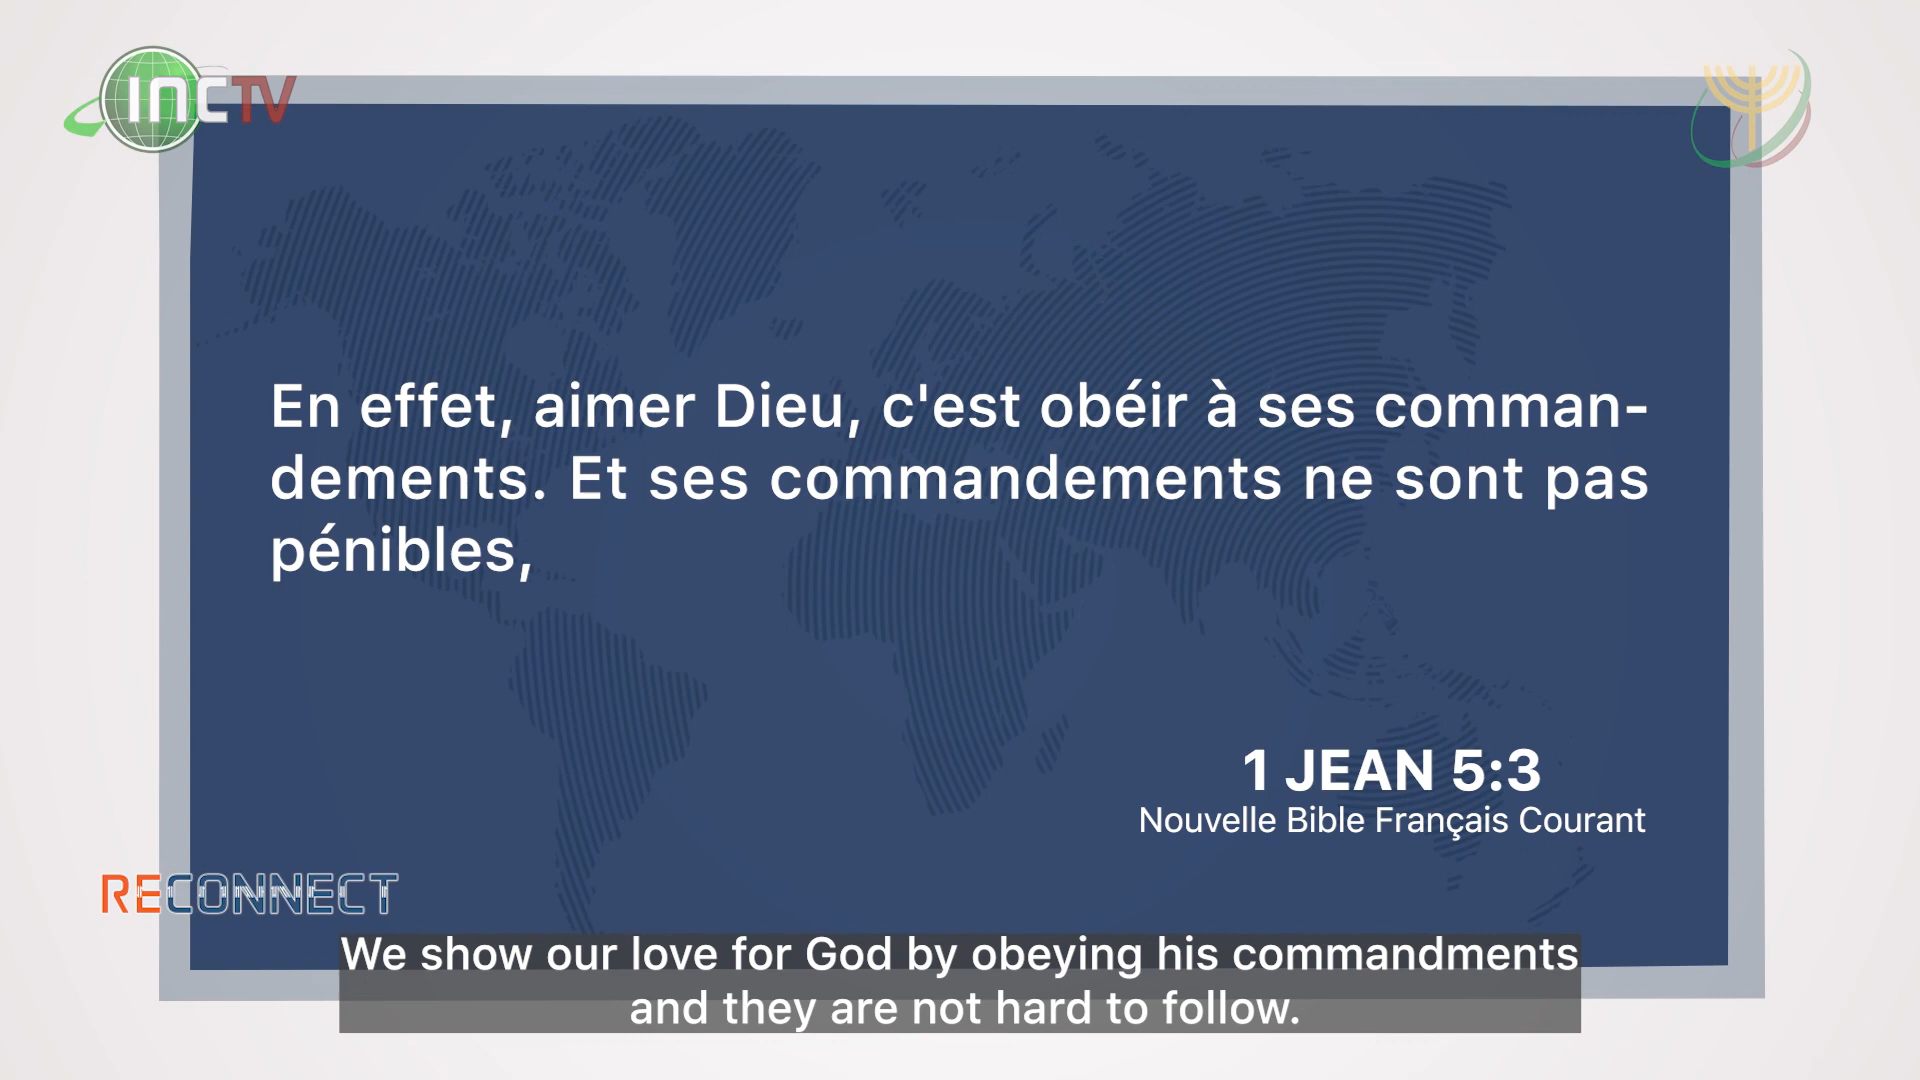 INCTV
En effet, aimer Dieu, c'est obéir à ses comman-
dements. Et ses commandements ne sont pas
pénibles,
1 JEAN 5:3
Nouvelle Bible Français Courant
RECONNECT
We show our love for God by obeying his commandments
and they are not hard to follow.